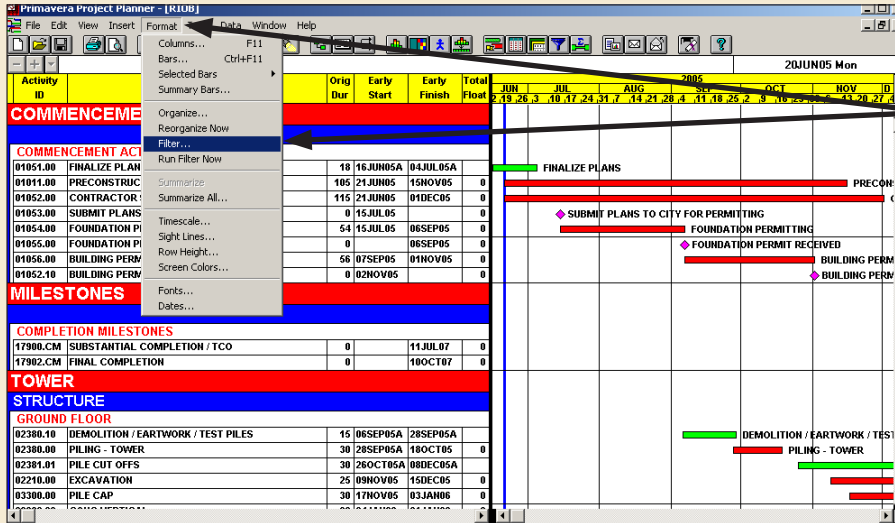 Primavera Project Planner - [RIOB]
File Edit View Insert Format Data Window Help
20JUN05 Mon
Activity ID Orig Dur Early Start Early Finish Total Float 2005
JUN JUL AUG SEP OCT NOV D
Columns... F11
Bars... Ctrl+F11
Selected Bars
Summary Bars...
Organize...
Reorganize Now
Filter...
Run Filter Now
Summarize
Summarize All...
Timescale...
Sight Lines...
Row Height...
Screen Colors...
Fonts...
Dates...
COMMENCEME
COMMENCEMENT ACT
01051.00 FINALIZE PLAN 18 16JUN05A 04JUL05A FINALIZE PLANS
01011.00 PRECONSTRUC 105 21JUN05 15NOV05 0 PRECON
01052.00 CONTRACTOR 115 21JUN05 01DEC05 0
01053.00 SUBMIT PLANS 0 15JUL05 0 SUBMIT PLANS TO CITY FOR PERMITTING
01054.00 FOUNDATION P 54 15JUL05 06SEP05 0 FOUNDATION PERMITTING
01055.00 FOUNDATION P 0 06SEP05 0 FOUNDATION PERMIT RECEIVED
01056.00 BUILDING PERM 56 07SEP05 01NOV05 0 BUILDING PERM
01052.10 BUILDING PERM 0 02NOV05 0 BUILDING PERM
MILESTONES
COMPLETION MILESTONES
17900.CM SUBSTANTIAL COMPLETION / TCO 0 11JUL07 0
17902.CM FINAL COMPLETION 0 10OCT07 0
TOWER
STRUCTURE
GROUND FLOOR
02380.10 DEMOLITION / EARTWORK / TEST PILES 15 06SEP05A 28SEP05A DEMOLITION / EARTWORK / TES
02380.00 PILING - TOWER 30 28SEP05A 18OCT05 0 PILING - TOWER
02381.01 PILE CUT OFFS 30 26OCT05A 08DEC05A
02210.00 EXCAVATION 25 09NOV05 15DEC05 0
03300.00 PILE CAP 30 17NOV05 03JAN06 0